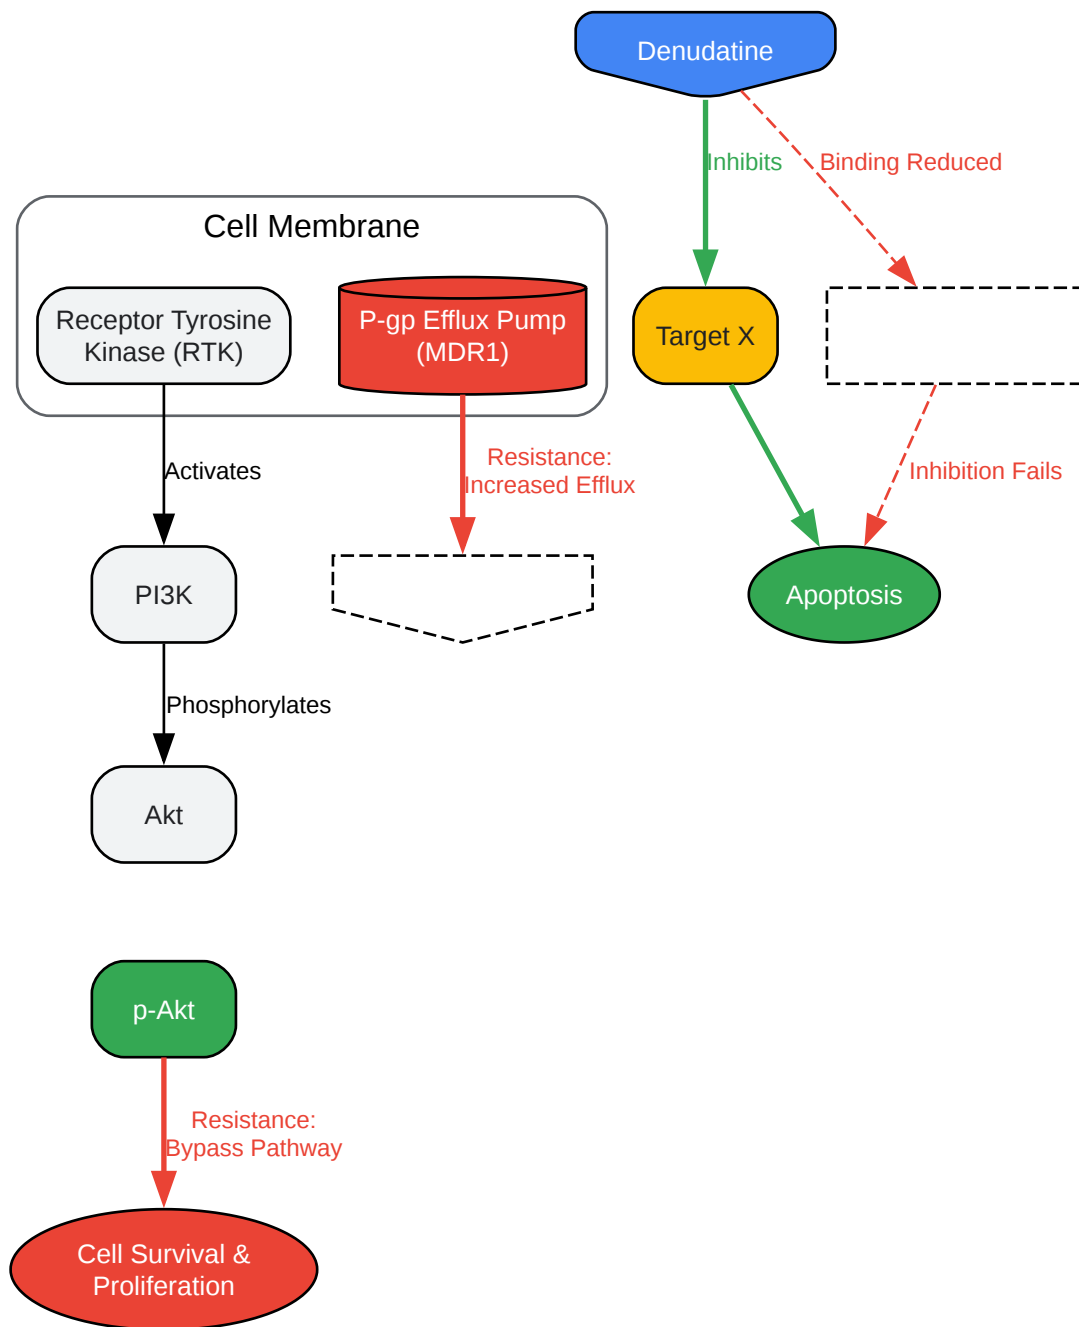 Denudatine
Inhibits
Binding Reduced
Cell Membrane
Receptor Tyrosine
Kinase (RTK)
P-gp Efflux Pump
(MDR1)
Target X
Activates
Resistance:
Increased Efflux
Inhibition Fails
PI3K
Apoptosis
Phosphorylates
Akt
p-Akt
Resistance:
Bypass Pathway
Cell Survival &
Proliferation